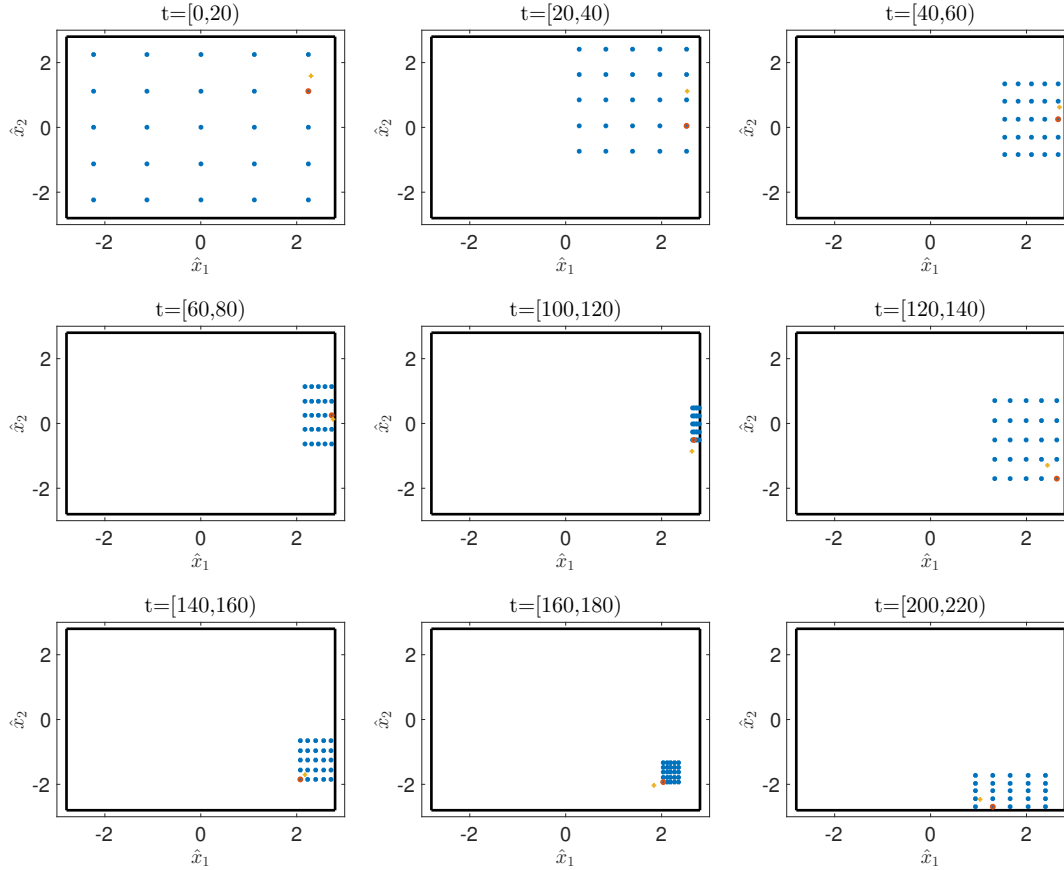 t=[0,20) t=[20,40) t=[40,60)
2 2 2
x̂₂ 0 x̂₂ 0 x̂₂ 0
-2 -2 -2
-2 0 2 -2 0 2 -2 0 2
x̂₁ x̂₁ x̂₁
t=[60,80) t=[100,120) t=[120,140)
2 2 2
x̂₂ 0 x̂₂ 0 x̂₂ 0
-2 -2 -2
-2 0 2 -2 0 2 -2 0 2
x̂₁ x̂₁ x̂₁
t=[140,160) t=[160,180) t=[200,220)
2 2 2
x̂₂ 0 x̂₂ 0 x̂₂ 0
-2 -2 -2
-2 0 2 -2 0 2 -2 0 2
x̂₁ x̂₁ x̂₁